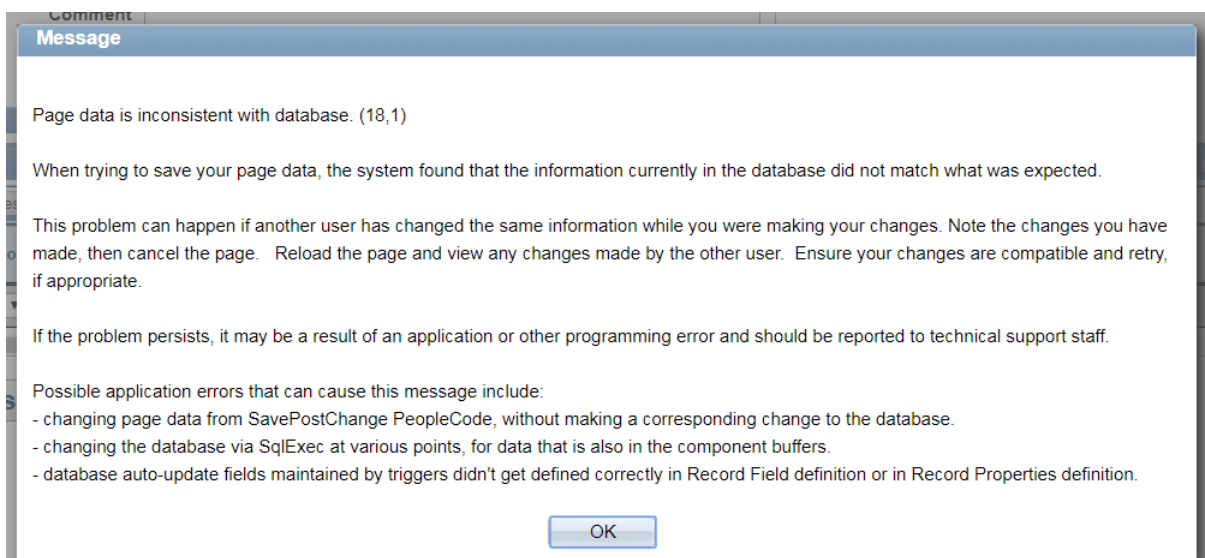 Comment
Message
Page data is inconsistent with database. (18,1)
When trying to save your page data, the system found that the information currently in the database did not match what was expected.
This problem can happen if another user has changed the same information while you were making your changes. Note the changes you have
made, then cancel the page.   Reload the page and view any changes made by the other user.  Ensure your changes are compatible and retry,
if appropriate.
If the problem persists, it may be a result of an application or other programming error and should be reported to technical support staff.
Possible application errors that can cause this message include:
- changing page data from SavePostChange PeopleCode, without making a corresponding change to the database.
- changing the database via SqlExec at various points, for data that is also in the component buffers.
- database auto-update fields maintained by triggers didn't get defined correctly in Record Field definition or in Record Properties definition.
OK